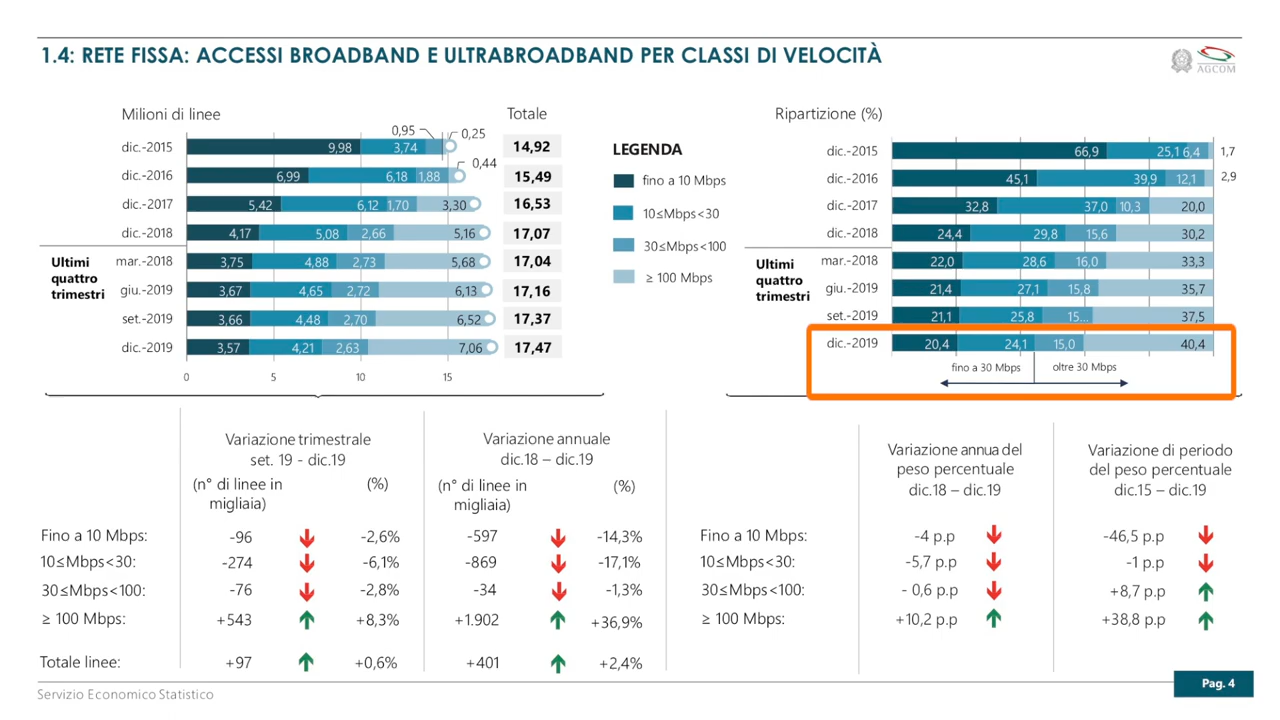 1.4: RETE FISSA: ACCESSI BROADBAND E ULTRABROADBAND PER CLASSI DI VELOCITÀ
AGCOM
Milioni di linee
Totale
0,95
0,25
dic.-2015 9,98 3,74 14,92
0,44
dic.-2016 6,99 6,18 1,88 15,49
dic.-2017 5,42 6,12 1,70 3,30 16,53
dic.-2018 4,17 5,08 2,66 5,16 17,07
Ultimi quattro trimestri
mar.-2018 3,75 4,88 2,73 5,68 17,04
giu.-2019 3,67 4,65 2,72 6,13 17,16
set.-2019 3,66 4,48 2,70 6,52 17,37
dic.-2019 3,57 4,21 2,63 7,06 17,47
0 5 10 15
LEGENDA
fino a 10 Mbps
10≤Mbps<30
30≤Mbps<100
≥ 100 Mbps
Ripartizione (%)
dic.-2015 66,9 25,1 6,4 1,7
dic.-2016 45,1 39,9 12,1 2,9
dic.-2017 32,8 37,0 10,3 20,0
dic.-2018 24,4 29,8 15,6 30,2
Ultimi quattro trimestri
mar.-2018 22,0 28,6 16,0 33,3
giu.-2019 21,4 27,1 15,8 35,7
set.-2019 21,1 25,8 15... 37,5
dic.-2019 20,4 24,1 15,0 40,4
fino a 30 Mbps oltre 30 Mbps
Variazione trimestrale
set. 19 - dic.19
(n° di linee in
migliaia)
(%)
Variazione annuale
dic.18 – dic.19
(n° di linee in
migliaia)
(%)
Fino a 10 Mbps: -96 -2,6% -597 -14,3%
10≤Mbps<30: -274 -6,1% -869 -17,1%
30≤Mbps<100: -76 -2,8% -34 -1,3%
≥ 100 Mbps: +543 +8,3% +1.902 +36,9%
Totale linee: +97 +0,6% +401 +2,4%
Variazione annua del
peso percentuale
dic.18 – dic.19
Variazione di periodo
del peso percentuale
dic.15 – dic.19
Fino a 10 Mbps: -4 p.p -46,5 p.p
10≤Mbps<30: -5,7 p.p -1 p.p
30≤Mbps<100: - 0,6 p.p +8,7 p.p
≥ 100 Mbps: +10,2 p.p +38,8 p.p
Servizio Economico Statistico
Pag. 4